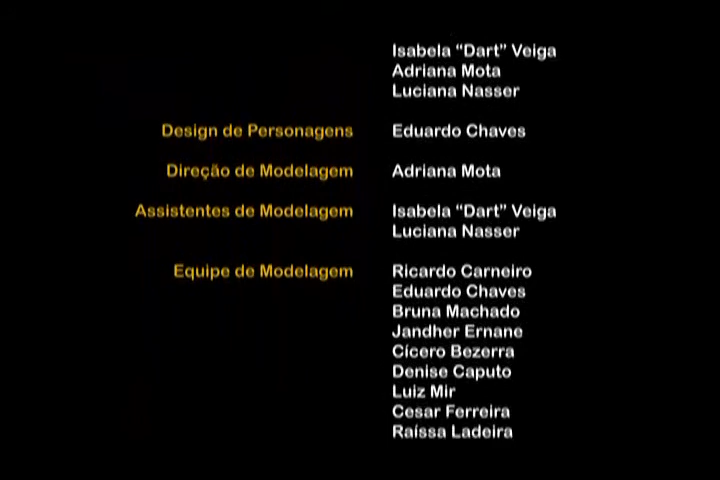 Isabela “Dart” Veiga
Adriana Mota
Luciana Nasser
Design de Personagens Eduardo Chaves
Direção de Modelagem Adriana Mota
Assistentes de Modelagem Isabela “Dart” Veiga
Luciana Nasser
Equipe de Modelagem Ricardo Carneiro
Eduardo Chaves
Bruna Machado
Jandher Ernane
Cícero Bezerra
Denise Caputo
Luiz Mir
Cesar Ferreira
Raíssa Ladeira